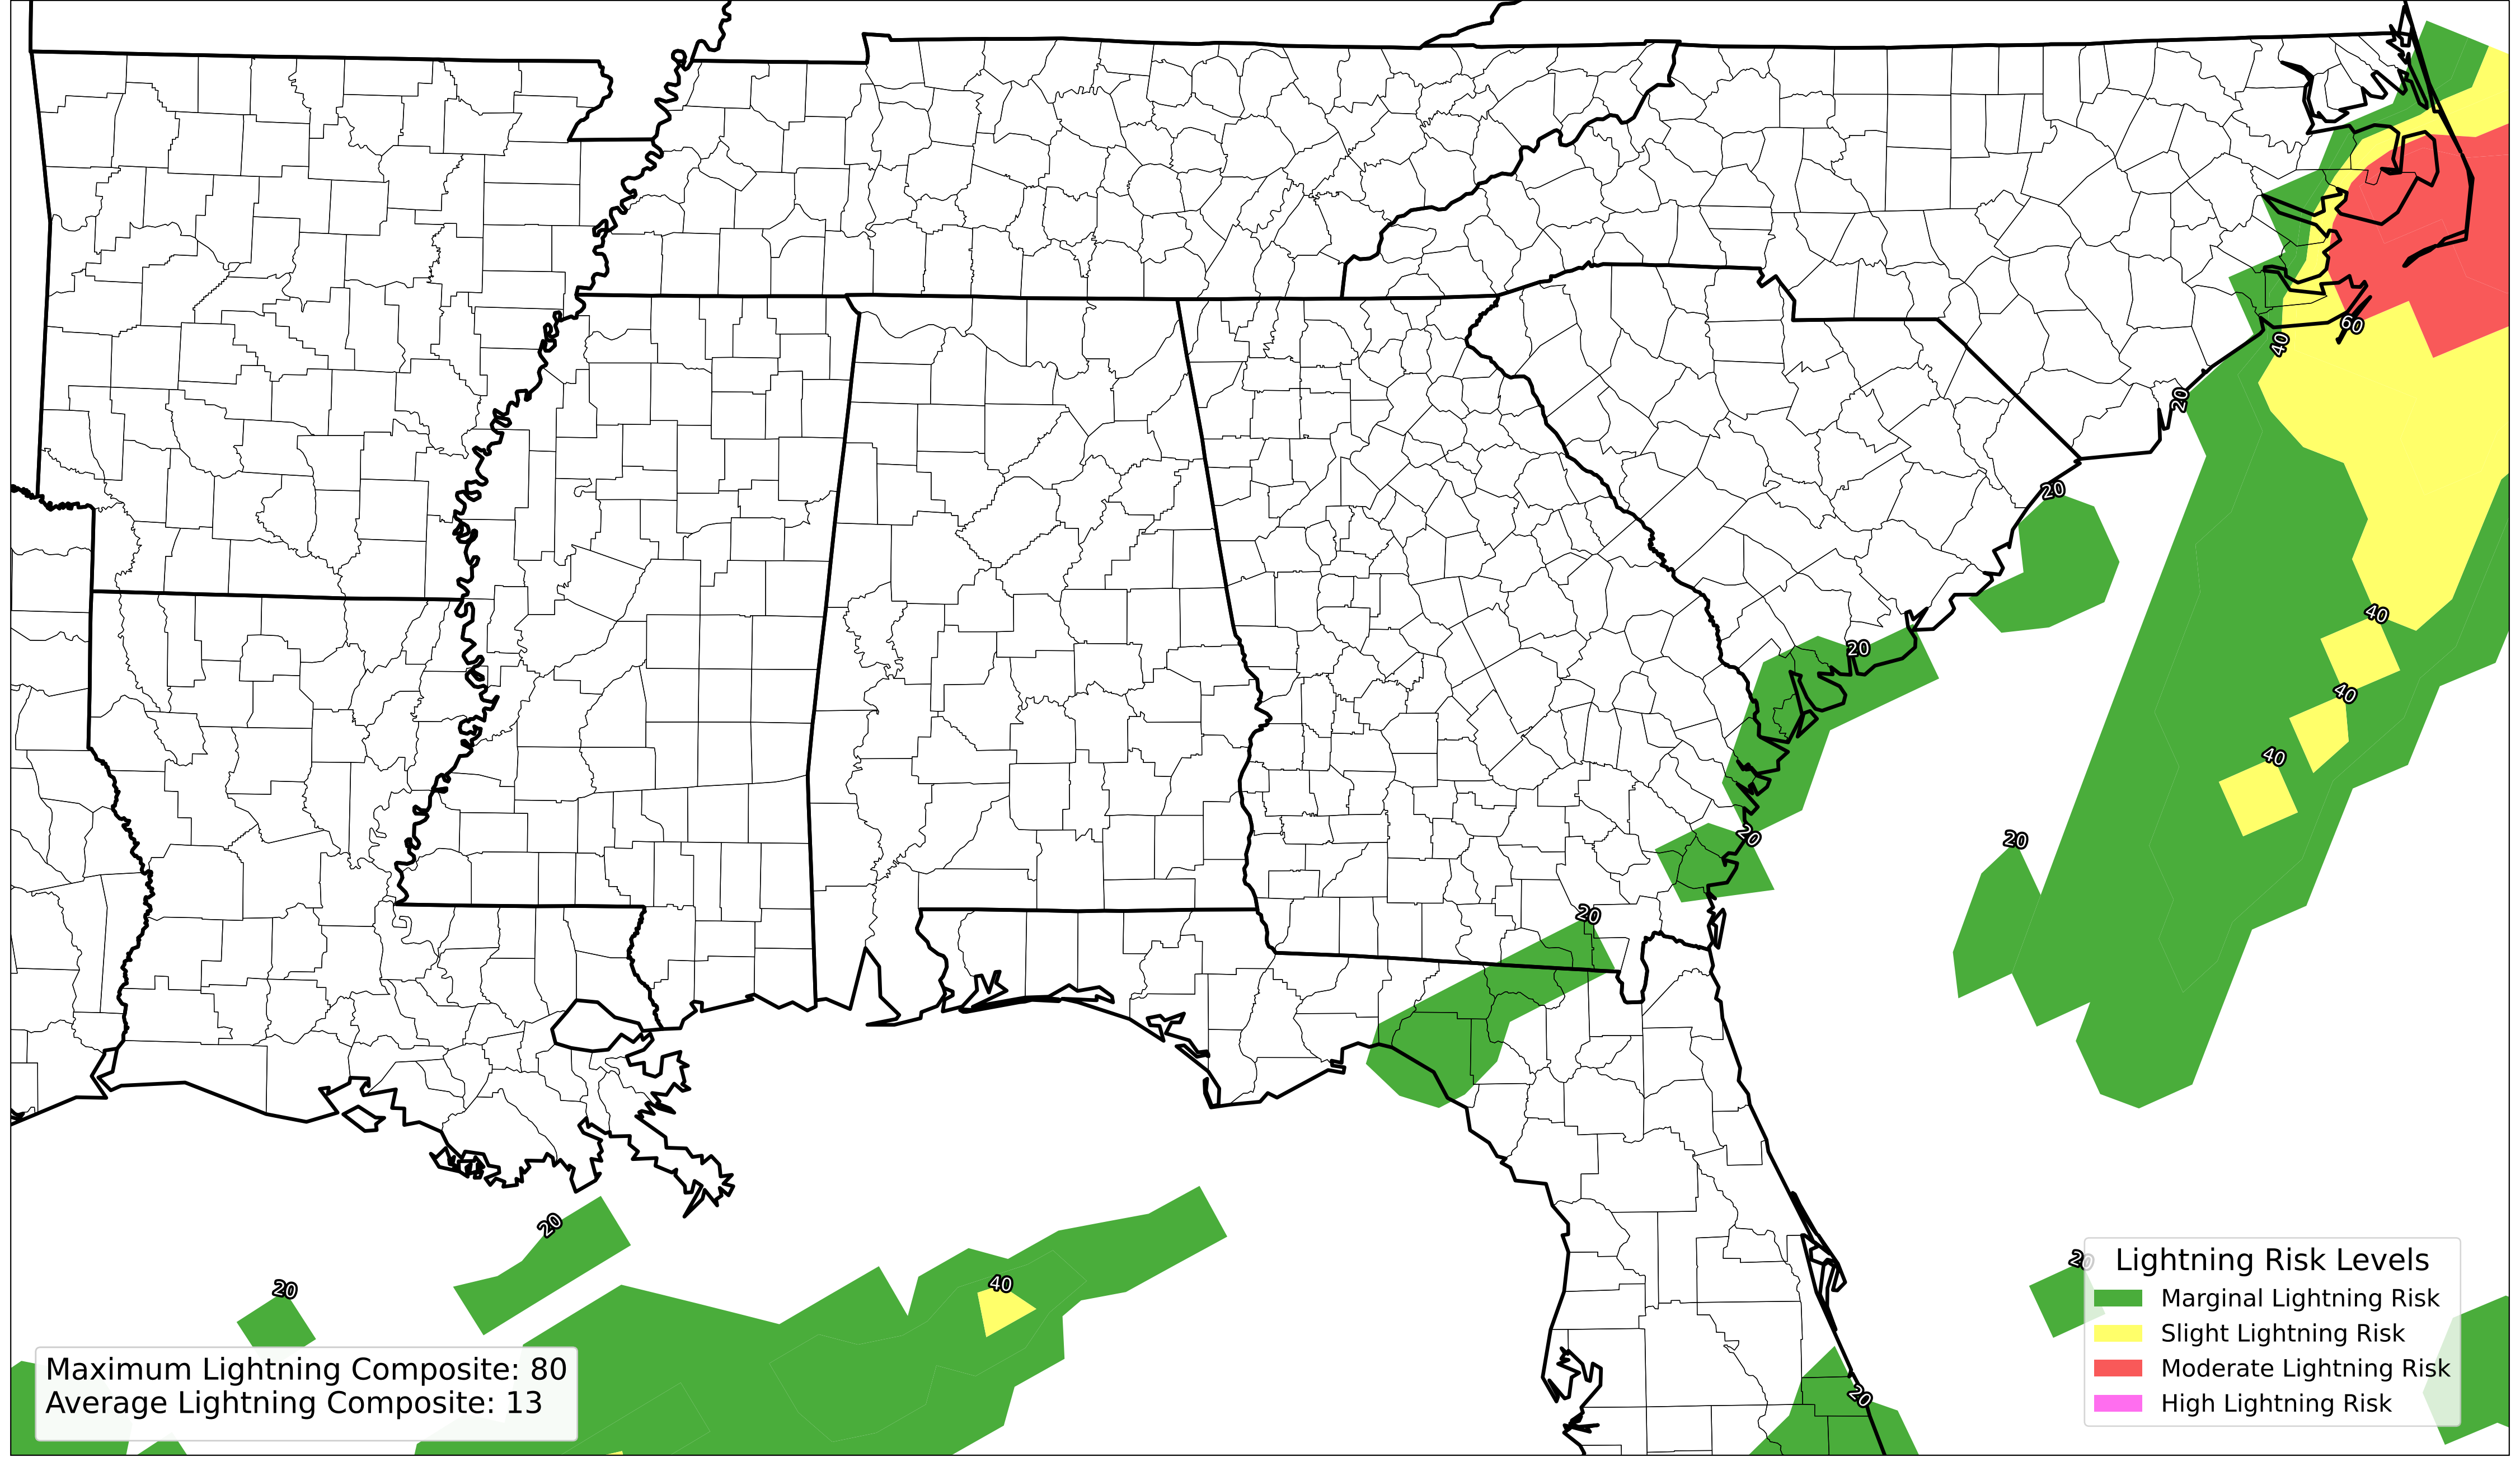 60
40
20
20
40
20
40
40
20
20
20
20
20
20
40
20
Lightning Risk Levels
Marginal Lightning Risk
Slight Lightning Risk
Moderate Lightning Risk
High Lightning Risk
Maximum Lightning Composite: 80
Average Lightning Composite: 13
20